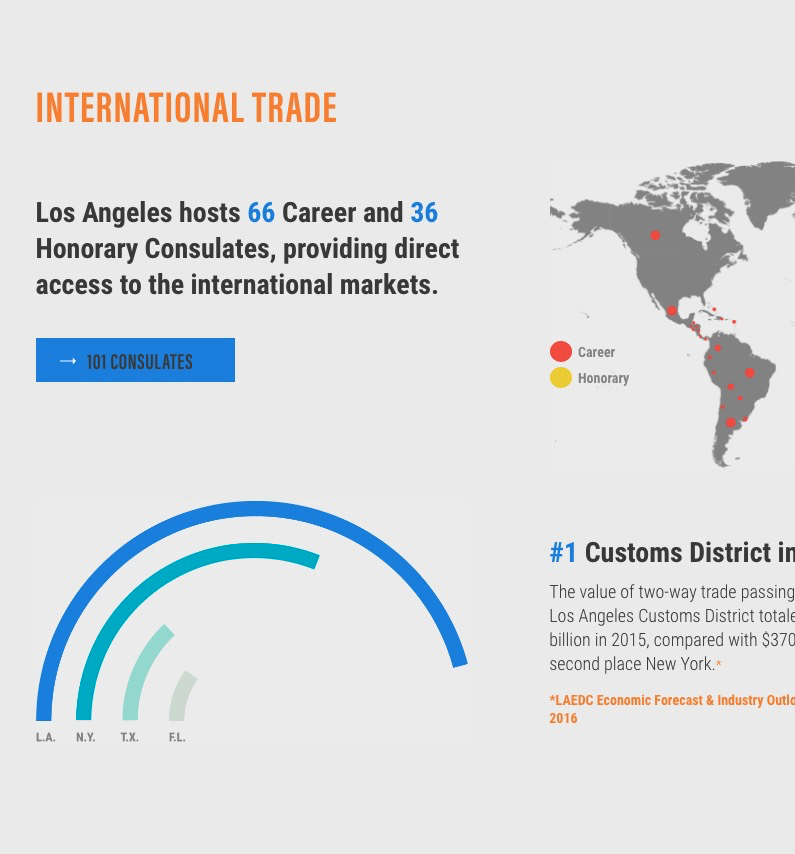 INTERNATIONAL TRADE
Los Angeles hosts 66 Career and 36
Honorary Consulates, providing direct
access to the international markets.
→ 101 CONSULATES
Career
Honorary
L.A. N.Y. T.X. F.L.
#1 Customs District in
The value of two-way trade passing
Los Angeles Customs District totale
billion in 2015, compared with $370
second place New York.*
*LAEDC Economic Forecast & Industry Outlo
2016